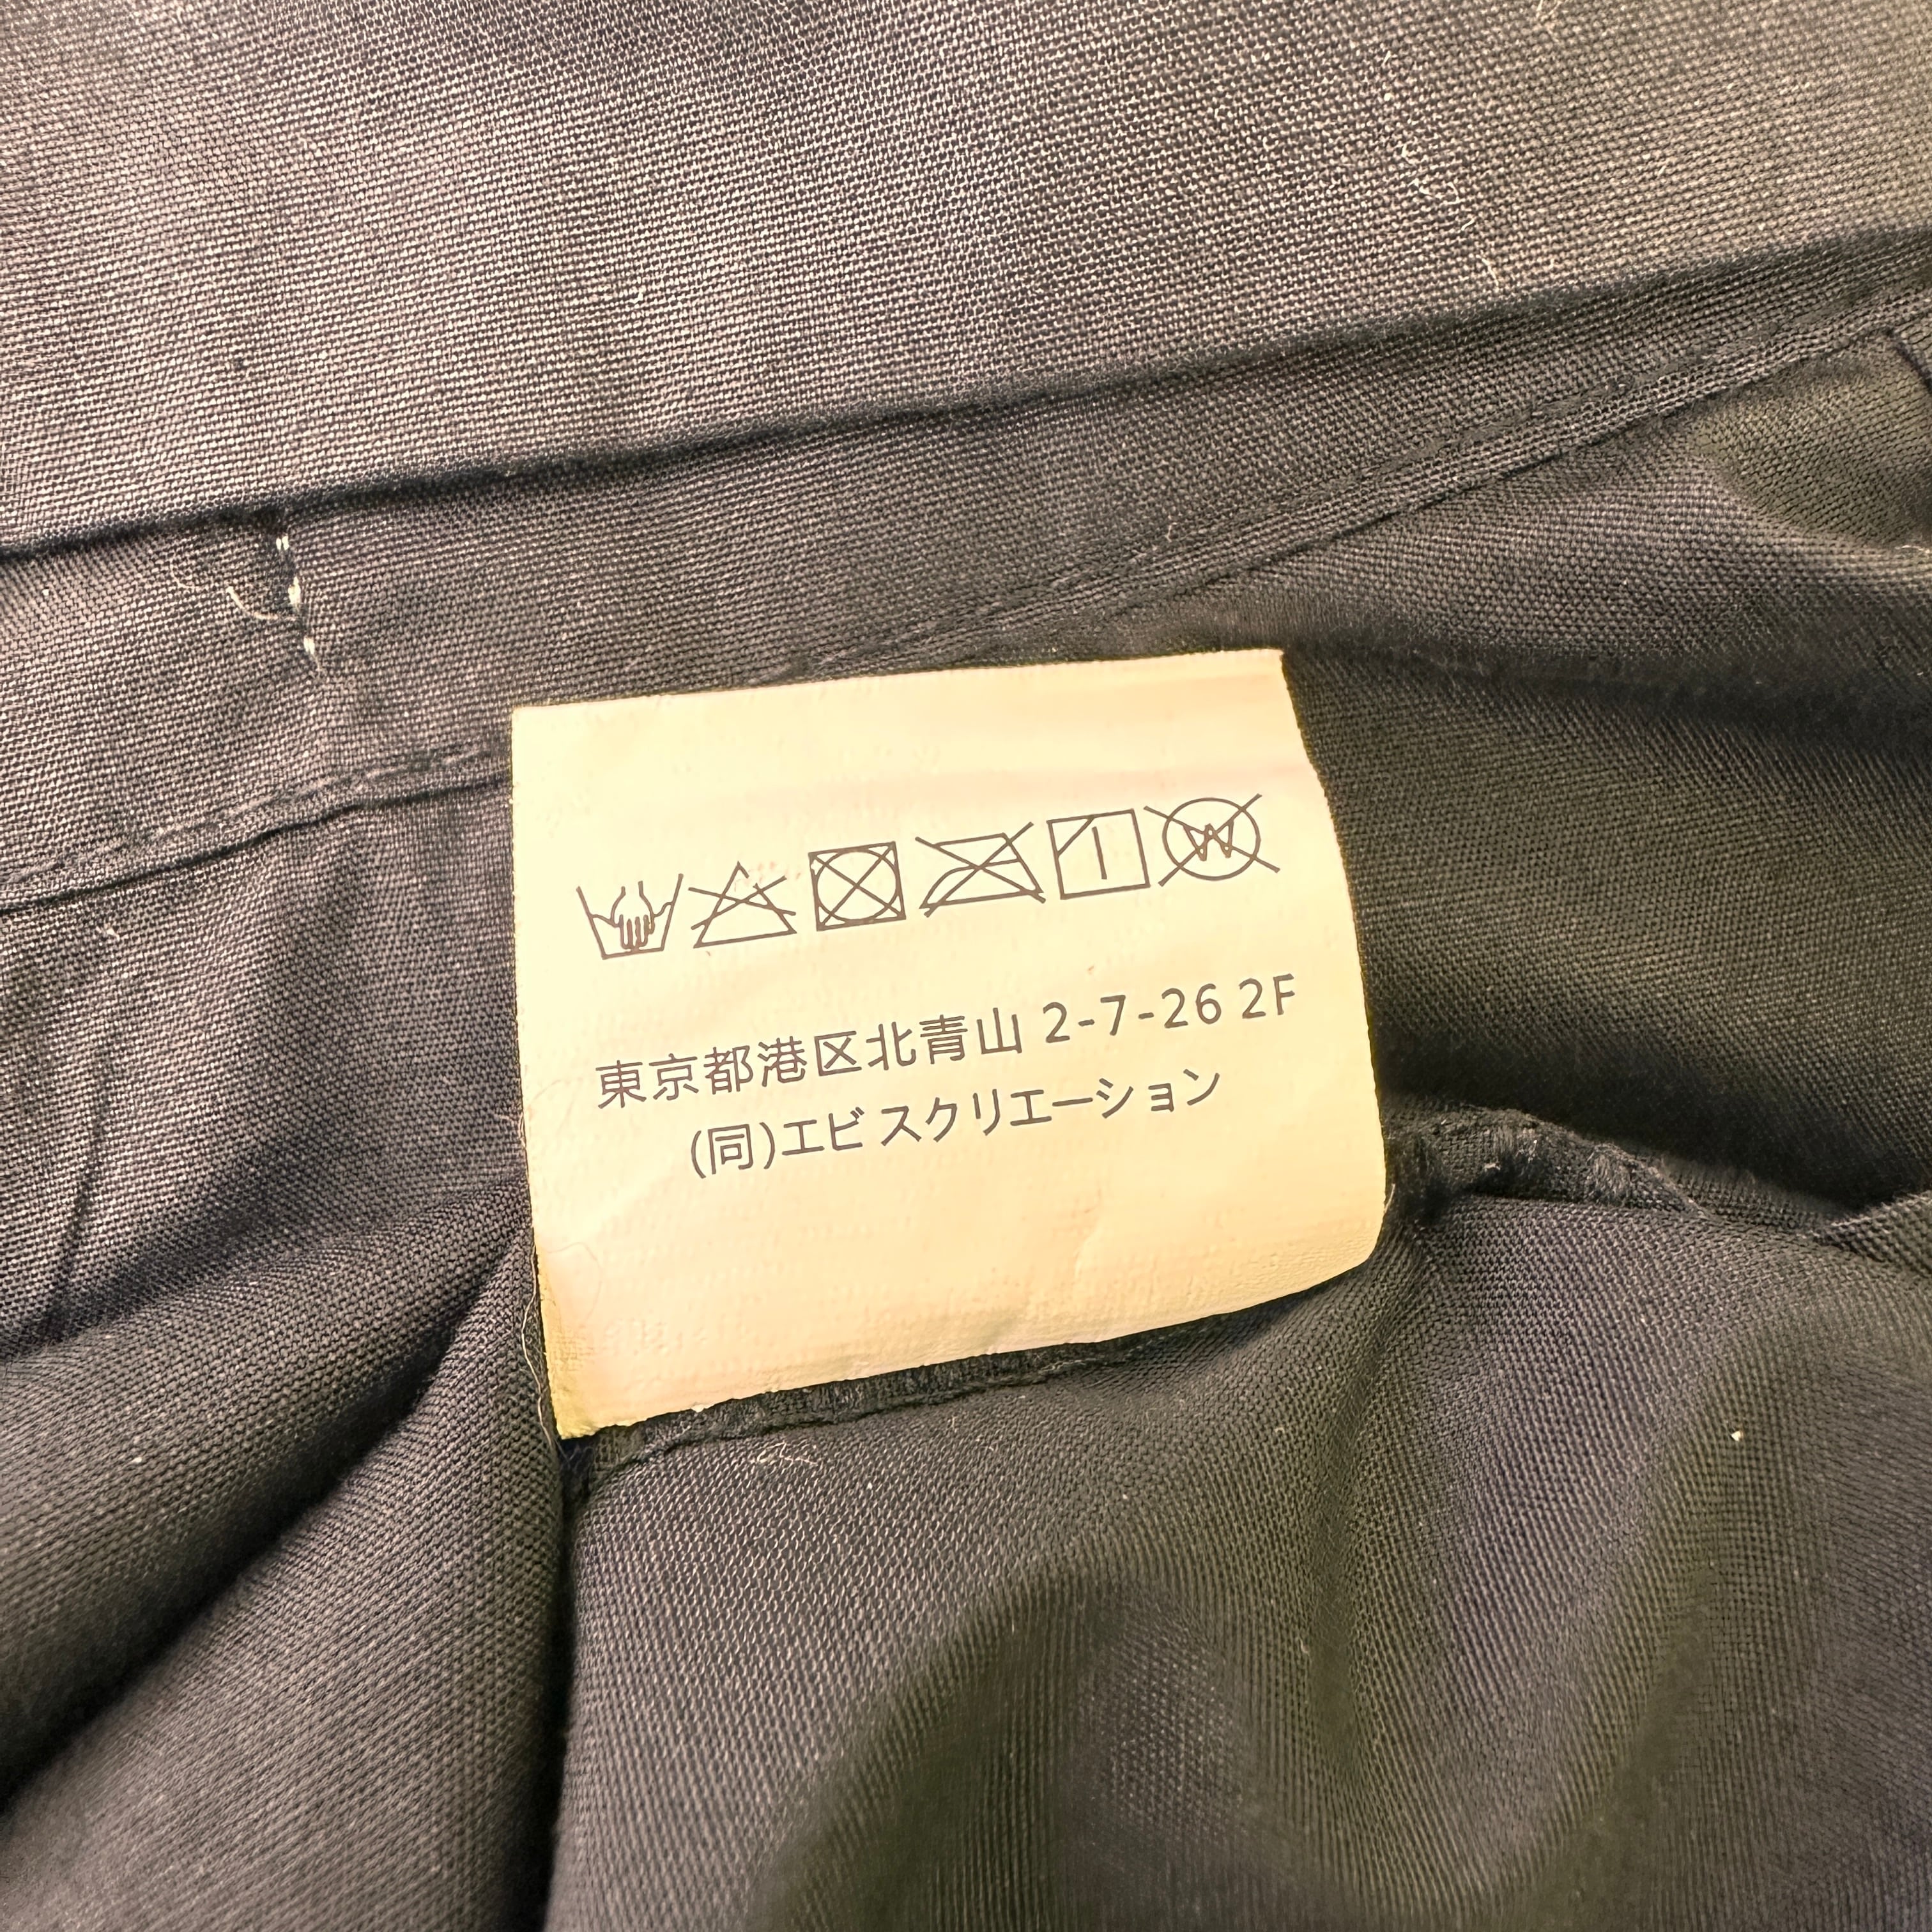 W
東京都港区北青山 2-7-26 2F
(同)エビスクリエーション